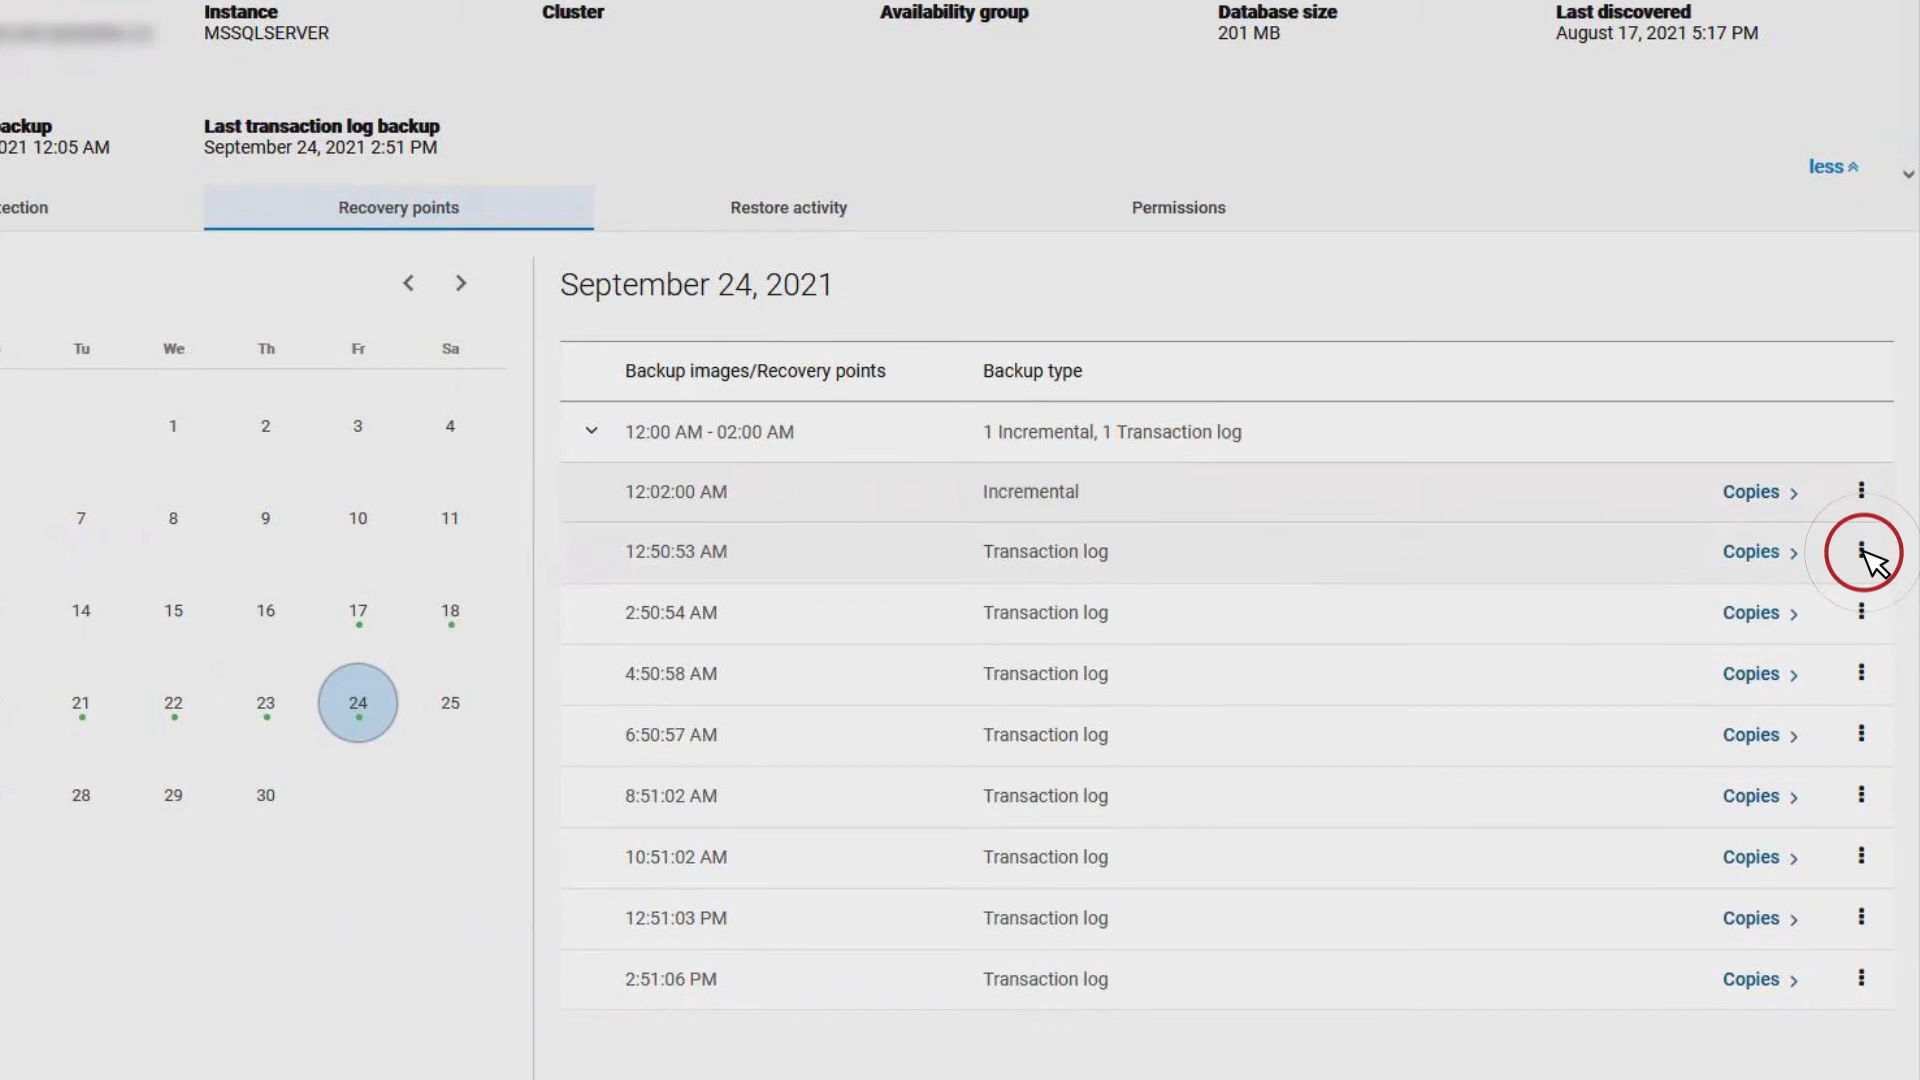 Instance
MSSQLSERVER
Cluster
Availability group
Database size
201 MB
Last discovered
August 17, 2021 5:17 PM
ackup
021 12:05 AM
Last transaction log backup
September 24, 2021 2:51 PM
less
ection
Recovery points
Restore activity
Permissions
Tu We Th Fr Sa
1 2 3 4
7 8 9 10 11
14 15 16 17 18
21 22 23 24 25
28 29 30
September 24, 2021
Backup images/Recovery points Backup type
12:00 AM - 02:00 AM 1 Incremental, 1 Transaction log
12:02:00 AM Incremental Copies
12:50:53 AM Transaction log Copies
2:50:54 AM Transaction log Copies
4:50:58 AM Transaction log Copies
6:50:57 AM Transaction log Copies
8:51:02 AM Transaction log Copies
10:51:02 AM Transaction log Copies
12:51:03 PM Transaction log Copies
2:51:06 PM Transaction log Copies